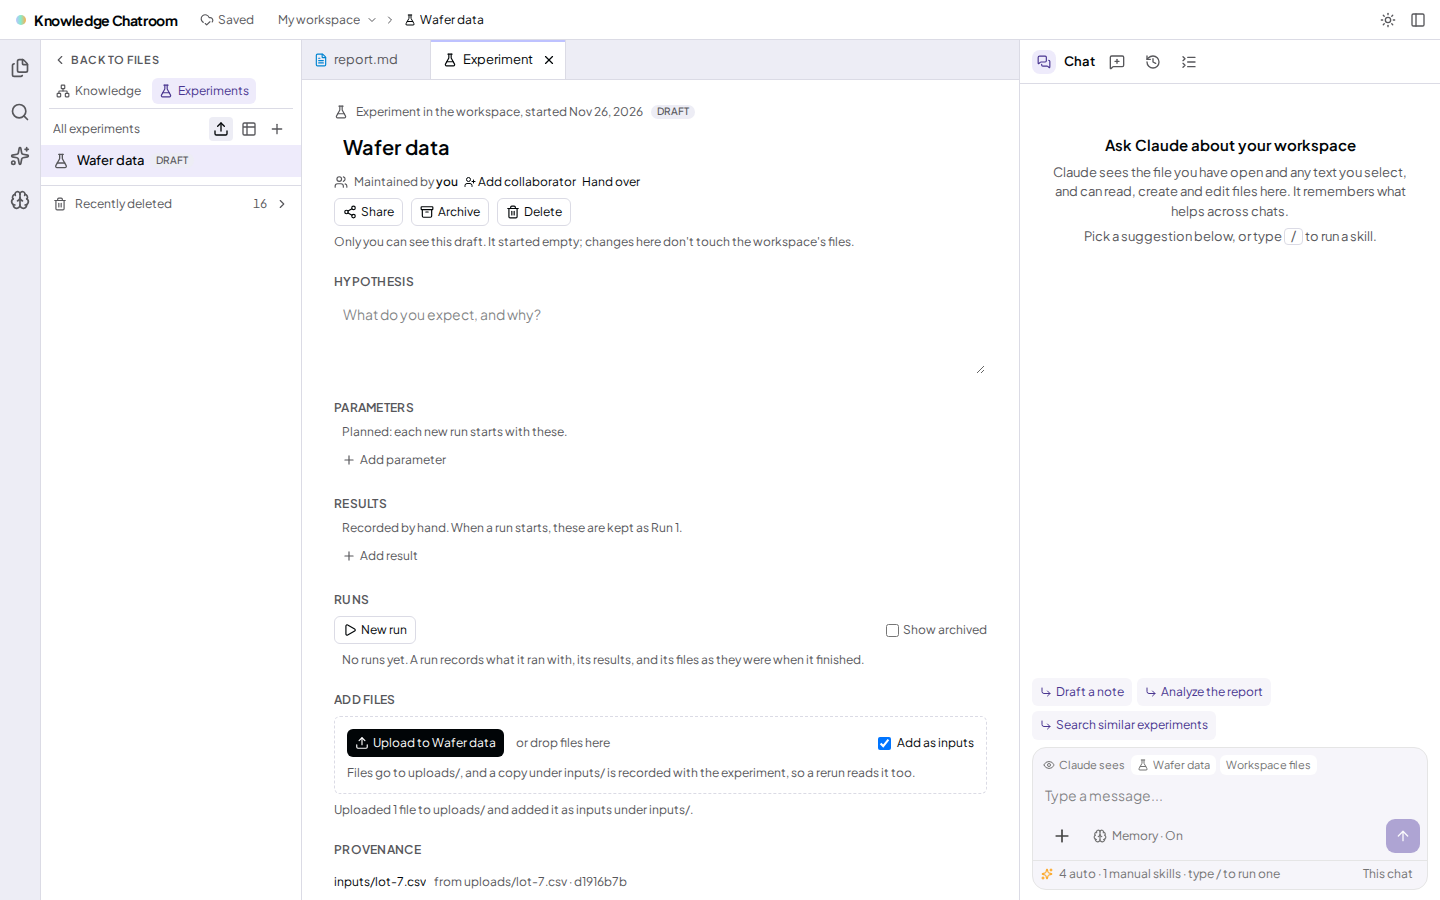 Knowledge Chatroom
Saved
My workspace
Wafer data
BACK TO FILES
Knowledge
Experiments
All experiments
Wafer data DRAFT
Recently deleted 16
report.md
Experiment
Experiment in the workspace, started Nov 26, 2026 DRAFT
Wafer data
Maintained by you Add collaborator Hand over
Share
Archive
Delete
Only you can see this draft. It started empty; changes here don't touch the workspace's files.
HYPOTHESIS
What do you expect, and why?
PARAMETERS
Planned: each new run starts with these.
Add parameter
RESULTS
Recorded by hand. When a run starts, these are kept as Run 1.
Add result
RUNS
New run
Show archived
No runs yet. A run records what it ran with, its results, and its files as they were when it finished.
ADD FILES
Upload to Wafer data or drop files here
Add as inputs
Files go to uploads/, and a copy under inputs/ is recorded with the experiment, so a rerun reads it too.
Uploaded 1 file to uploads/ and added it as inputs under inputs/.
PROVENANCE
inputs/lot-7.csv from uploads/lot-7.csv · d1916b7b
Chat
Ask Claude about your workspace
Claude sees the file you have open and any text you select,
and can read, create and edit files here. It remembers what
helps across chats.
Pick a suggestion below, or type / to run a skill.
Draft a note
Analyze the report
Search similar experiments
Claude sees Wafer data Workspace files
Type a message...
Memory · On
4 auto · 1 manual skills · type / to run one
This chat